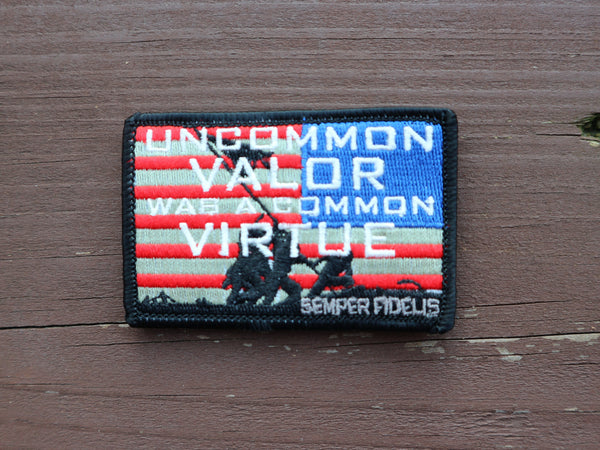 UNCOMMON
VALOR
WAS A COMMON
VIRTUE
SEMPER FIDELIS